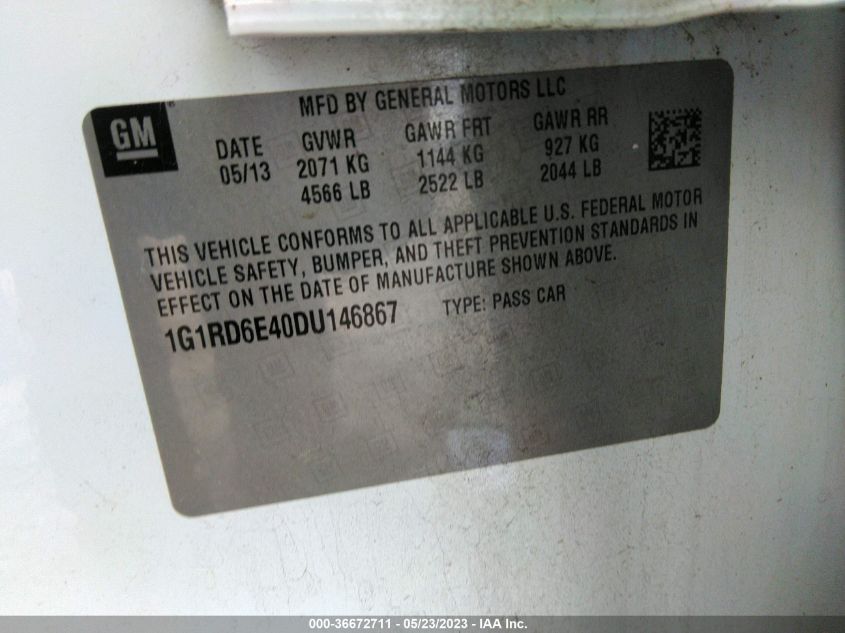 GM
MFD BY GENERAL MOTORS LLC
DATE GVWR GAWR FRT GAWR RR
05/13 2071 KG 1144 KG 927 KG
4566 LB 2522 LB 2044 LB
THIS VEHICLE CONFORMS TO ALL APPLICABLE U.S. FEDERAL MOTOR
VEHICLE SAFETY, BUMPER, AND THEFT PREVENTION STANDARDS IN
EFFECT ON THE DATE OF MANUFACTURE SHOWN ABOVE.
1G1RD6E40DU146867 TYPE: PASS CAR
000-36672711 - 05/23/2023 - IAA Inc.